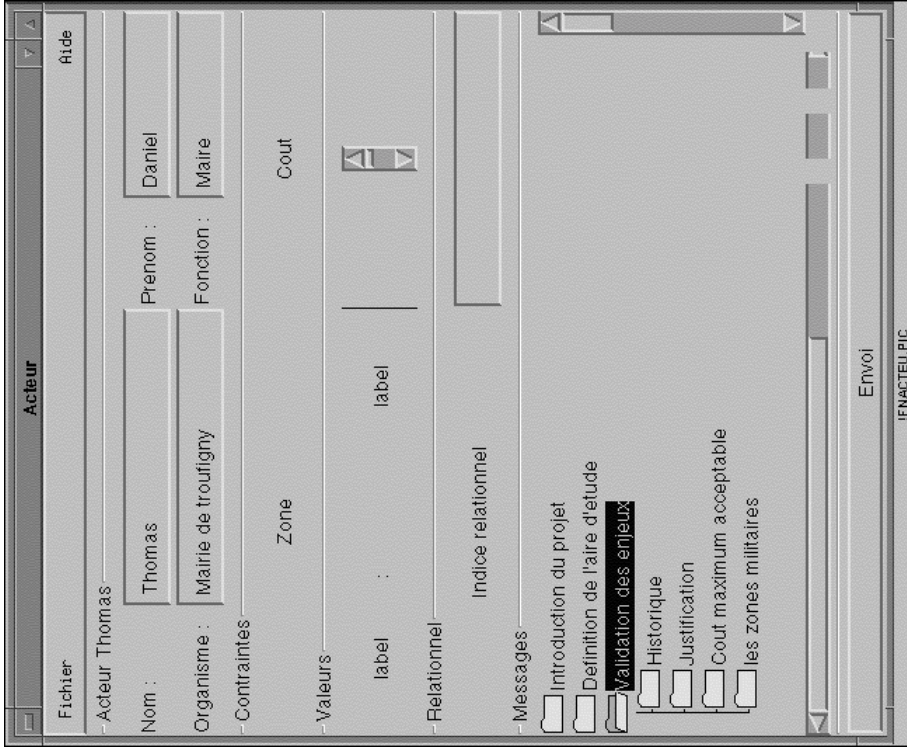 Acteur
Fichier Aide
Acteur Thomas
Nom : Thomas Prenom : Daniel
Organisme : Mairie de troufigny Fonction : Maire
Contraintes
Zone Cout
Valeurs
label : label
Relationnel
Indice relationnel
Messages
Introduction du projet
Definition de l'aire d'etude
Validation des enjeux
Historique
Justification
Cout maximum acceptable
les zones militaires
Envoi
IFNACTEU.PIC